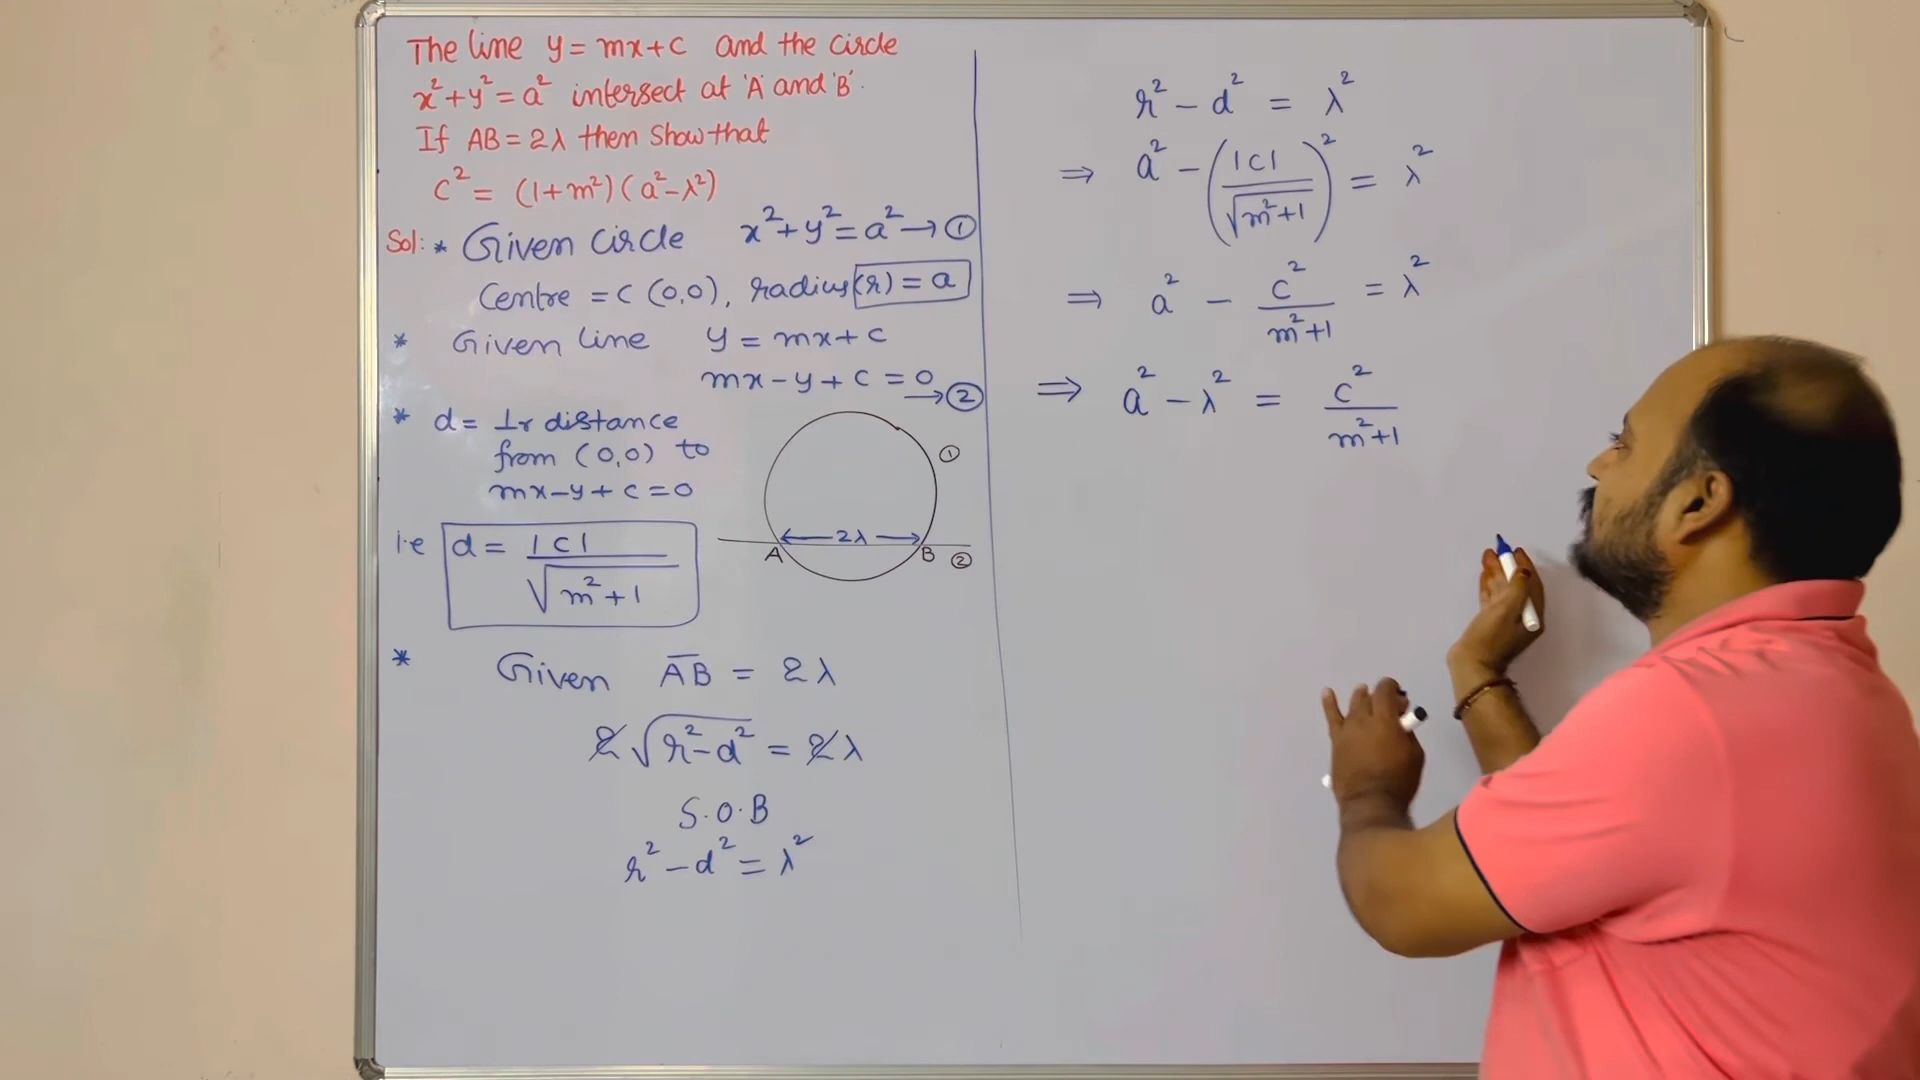 The line y = mx+c and the circle
x²+y² = a² intersect at 'A' and 'B'.
If AB = 2λ then show that
c² = (1+m²)(a²-λ²)
Sol: * Given circle x²+y² = a² → ①
Centre = c (0,0), radius(r) = a
* Given line y = mx+c
mx-y+c = 0 → ②
* d = ⊥r distance
from (0,0) to
mx-y+c = 0
i.e d = |c| / √(m²+1)
①
A ←2λ→ B ②
* Given A̅B̅ = 2λ
2√(r²-d²) = 2λ
S.O.B
r²-d² = λ²
r²-d² = λ²
⇒ a² - (|c| / √(m²+1))² = λ²
⇒ a² - c² / (m²+1) = λ²
⇒ a² - λ² = c² / (m²+1)